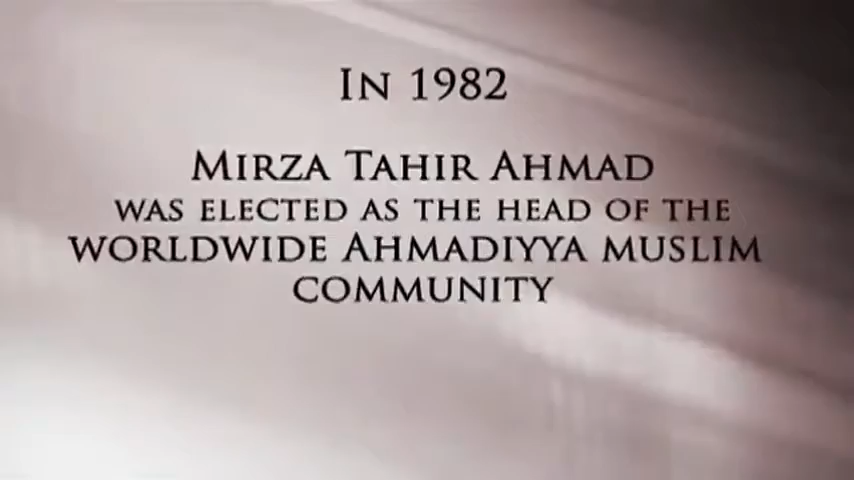 In 1982
Mirza Tahir Ahmad
was elected as the head of the
worldwide Ahmadiyya muslim
community